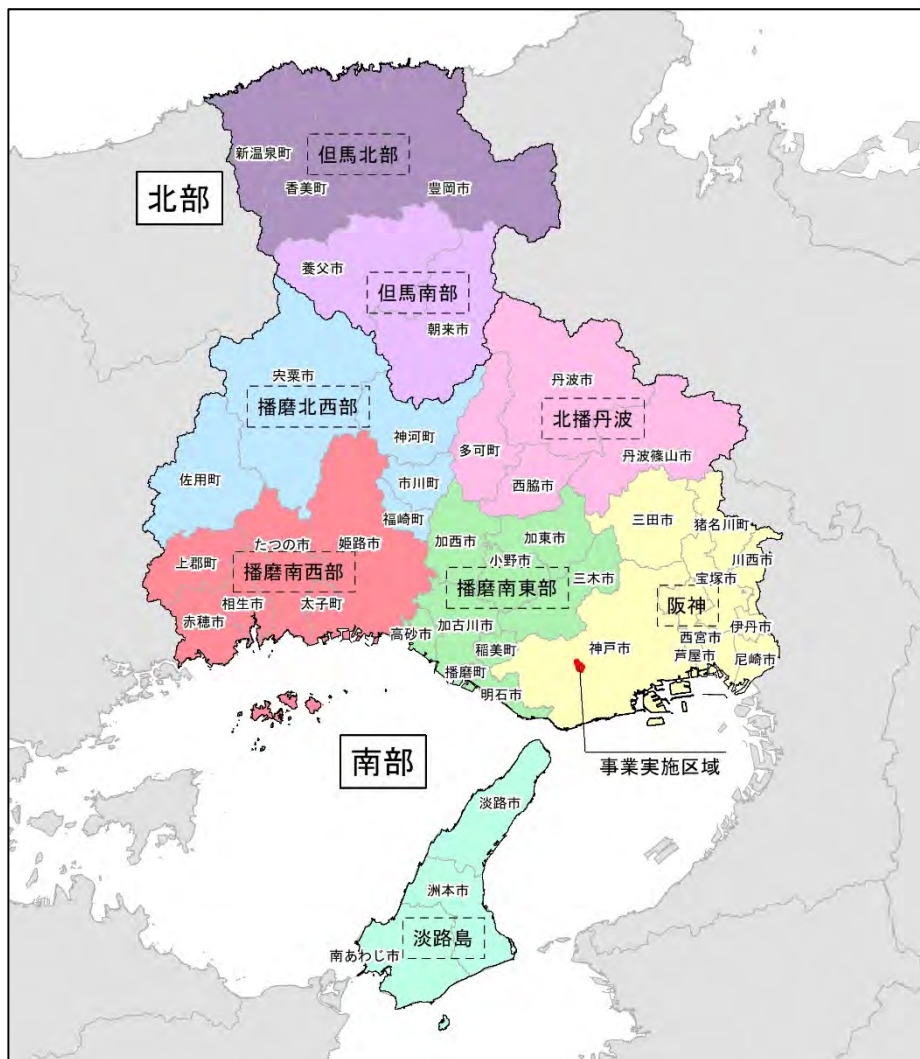 但馬北部
新温泉町
香美町
豊岡市
北部
養父市
但馬南部
朝来市
宍粟市
丹波市
播磨北西部
北播丹波
神河町
多可町
丹波篠山市
佐用町
市川町
西脇市
福崎町
三田市
猪名川町
加西市
加東市
たつの市
姫路市
上郡町
小野市
川西市
播磨南西部
播磨南東部
三木市
宝塚市
相生市
太子町
阪神
赤穂市
高砂市
加古川市
伊丹市
稲美町
神戸市
西宮市
芦屋市
尼崎市
播磨町
明石市
南部
事業実施区域
淡路市
洲本市
淡路島
南あわじ市